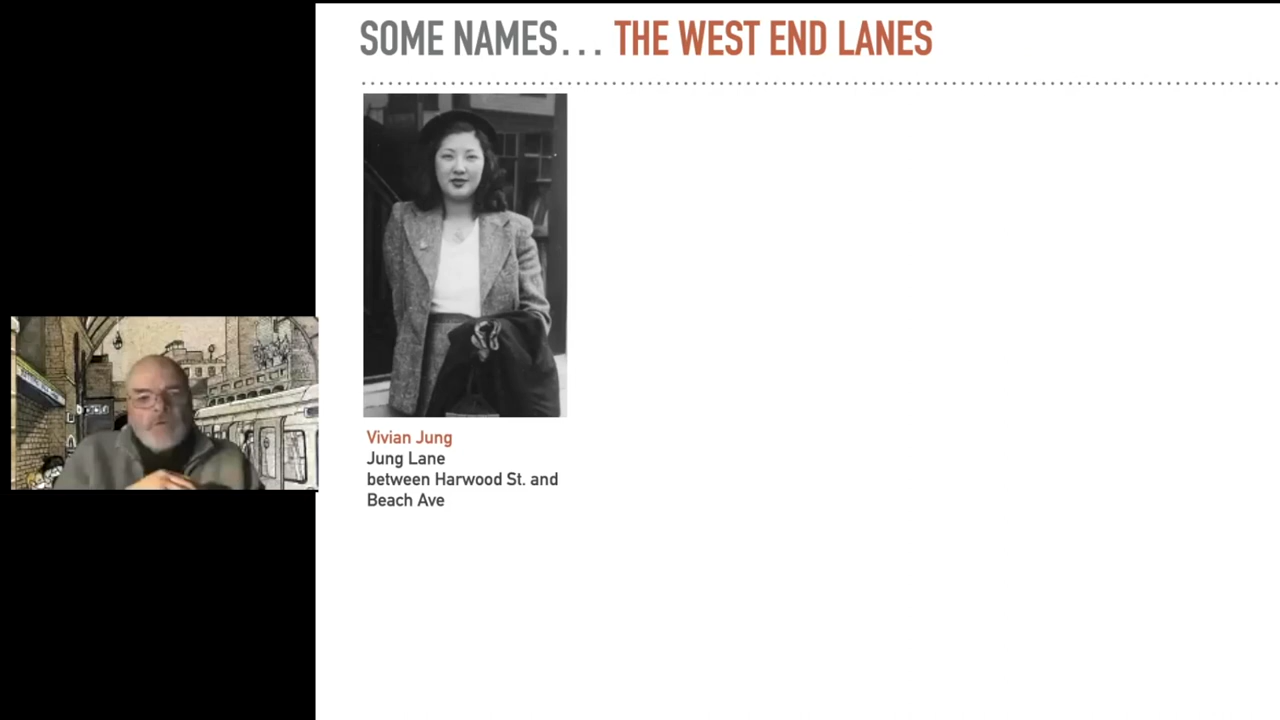 SOME NAMES... THE WEST END LANES
Vivian Jung
Jung Lane
between Harwood St. and
Beach Ave